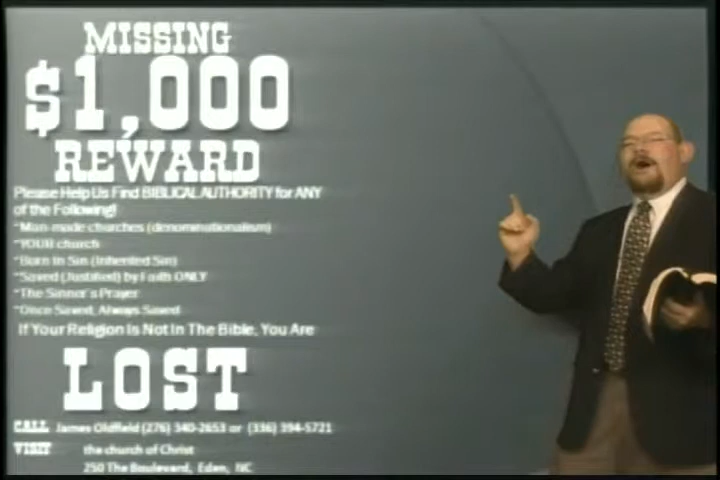 MISSING
$1,000
REWARD
Please Help Us Find BIBLICAL AUTHORITY for ANY
of the Following!
*Man-made churches (denominationalism)
*YOUR church
*Born in Sin (Inherited Sin)
*Saved (Justified) by Faith ONLY
*The Sinner's Prayer
*Once Saved, Always Saved
If Your Religion Is Not In The Bible, You Are
LOST
CALL James Oldfield (276) 340-2653 or (336) 394-5721
VISIT the church of Christ
250 The Boulevard, Eden, NC